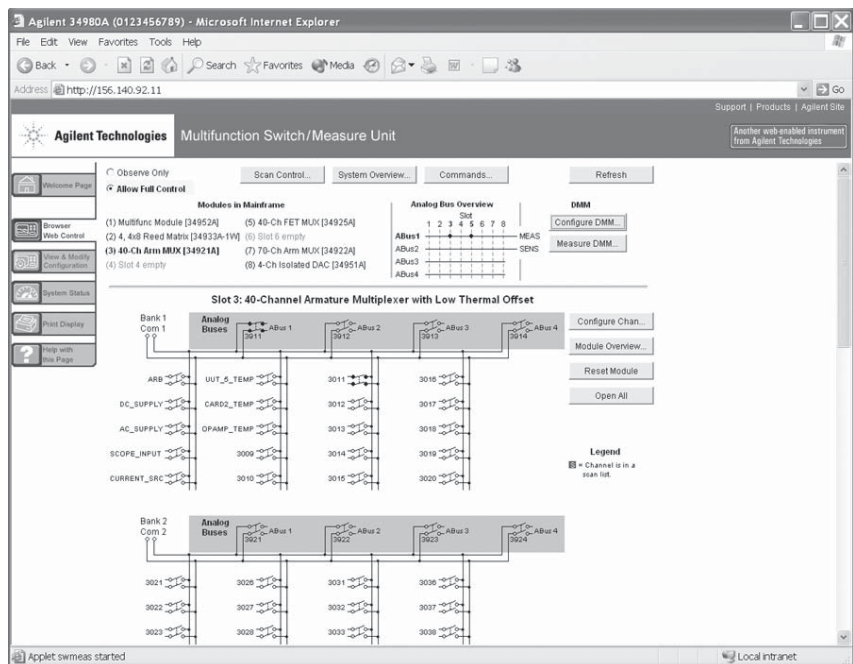 Agilent 34980A (0123456789) - Microsoft Internet Explorer
File Edit View Favorites Tools Help
Back Search Favorites Media
Address http://156.140.92.11 Go
Support | Products | Agilent Site
Agilent Technologies Multifunction Switch/Measure Unit
Another web-enabled instrument
from Agilent Technologies
Welcome Page
Browser
Web Control
View & Modify
Configuration
System Status
Print Display
Help with
this Page
Observe Only
Allow Full Control
Scan Control... System Overview... Commands... Refresh
Modules in Mainframe
(1) Multifunc Module [34952A] (5) 40-Ch FET MUX [34925A]
(2) 4, 4x8 Reed Matrix [34933A-1W] (6) Slot 6 empty
(3) 40-Ch Arm MUX [34921A] (7) 70-Ch Arm MUX [34922A]
(4) Slot 4 empty (8) 4-Ch Isolated DAC [34951A]
Analog Bus Overview
Slot
1 2 3 4 5 6 7 8
ABus1 MEAS
ABus2 SENS
ABus3
ABus4
DMM
Configure DMM...
Measure DMM...
Slot 3: 40-Channel Armature Multiplexer with Low Thermal Offset
Bank 1
Com 1
Analog
Buses
ABus 1 ABus 2 ABus 3 ABus 4
3911 3912 3913 3914
ARB UUT_5_TEMP 3011 3016
DC_SUPPLY CARD2_TEMP 3012 3017
AC_SUPPLY OPAMP_TEMP 3013 3018
SCOPE_INPUT 3009 3014 3019
CURRENT_SRC 3010 3015 3020
Configure Chan...
Module Overview...
Reset Module
Open All
Legend
S = Channel is in a
scan list.
Bank 2
Com 2
Analog
Buses
ABus 1 ABus 2 ABus 3 ABus 4
3921 3922 3923 3924
3021 3026 3031 3036
3022 3027 3032 3037
3023 3028 3033 3038
Applet swmeas started Local intranet